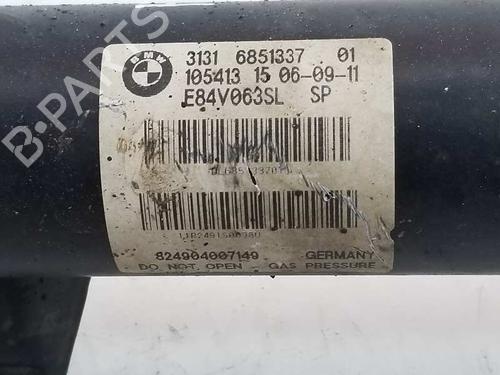 BMW
3131 6851337 01
105413 15 06-09-11
E84V063SL SP
824904007149 GERMANY
DO NOT OPEN GAS PRESSURE
B-PARTS